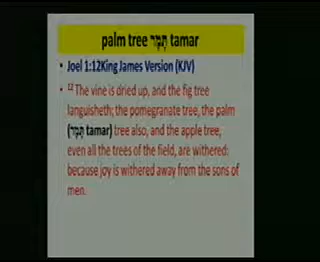 palm tree תָּמָר tamar
• Joel 1:12King James Version (KJV)
• 12 The vine is dried up, and the fig tree
languisheth; the pomegranate tree, the palm
(תָּמָר tamar) tree also, and the apple tree,
even all the trees of the field, are withered:
because joy is withered away from the sons of
men.